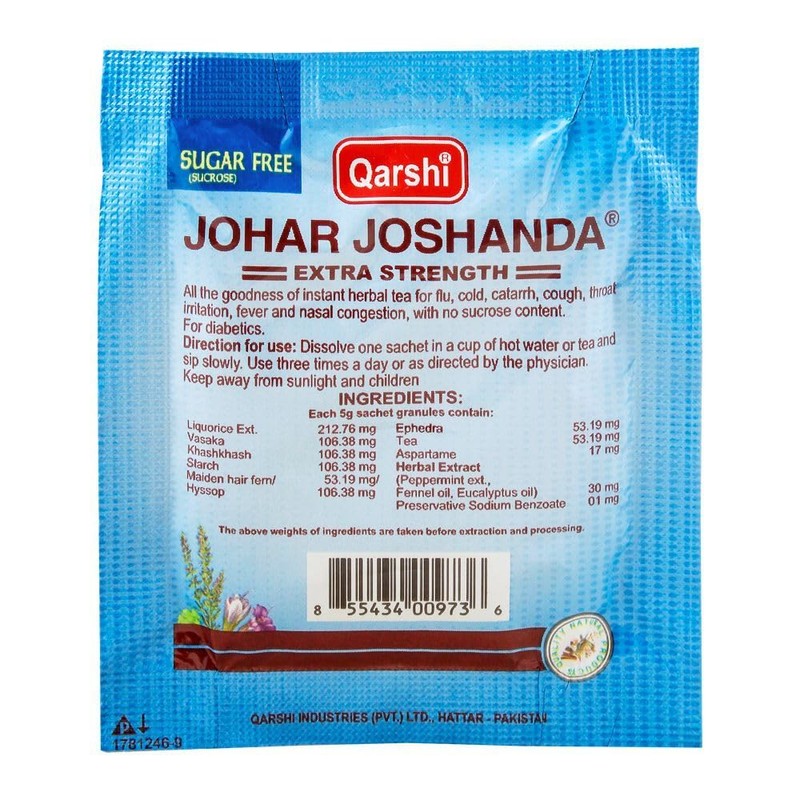 SUGAR FREE
(SUCROSE)
Qarshi®
JOHAR JOSHANDA®
EXTRA STRENGTH
All the goodness of instant herbal tea for flu, cold, catarrh, cough, throat
irritation, fever and nasal congestion, with no sucrose content.
For diabetics.
Direction for use: Dissolve one sachet in a cup of hot water or tea and
sip slowly. Use three times a day or as directed by the physician.
Keep away from sunlight and children
INGREDIENTS:
Each 5g sachet granules contain:
Liquorice Ext. 212.76 mg
Vasaka 106.38 mg
Khashkhash 106.38 mg
Starch 106.38 mg
Maiden hair fern/ 53.19 mg/
Hyssop 106.38 mg
Ephedra 53.19 mg
Tea 53.19 mg
Aspartame 17 mg
Herbal Extract
(Peppermint ext.,
Fennel oil, Eucalyptus oil) 30 mg
Preservative Sodium Benzoate 01 mg
The above weights of ingredients are taken before extraction and processing.
8 55434 00973 6
QUALITY NATURAL PRODUCTS
QARSHI INDUSTRIES (PVT.) LTD., HATTAR - PAKISTAN
1781246-9